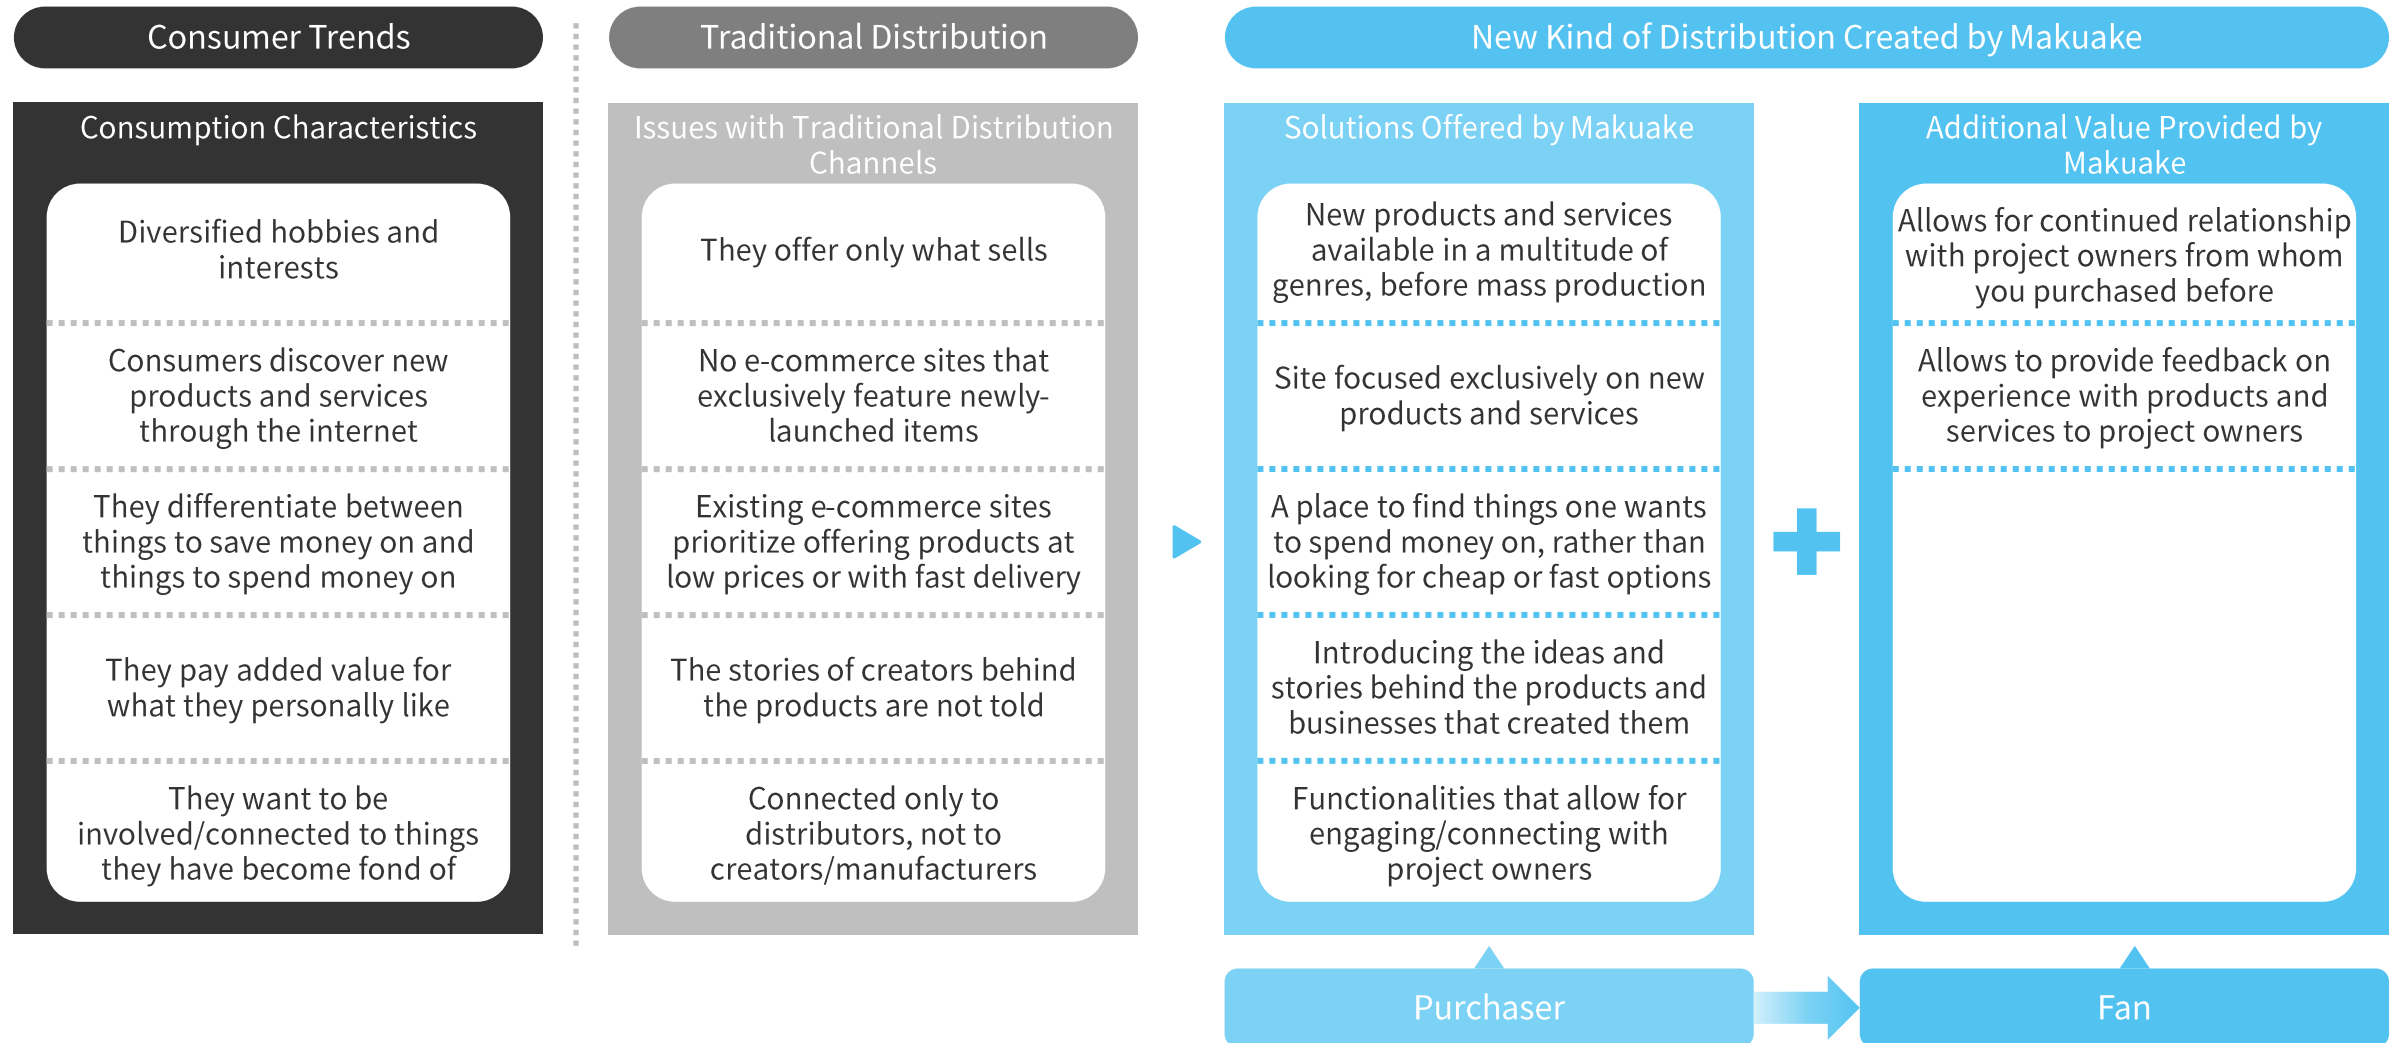 Consumer Trends
Traditional Distribution
New Kind of Distribution Created by Makuake
Consumption Characteristics
Diversified hobbies and
interests
Consumers discover new
products and services
through the internet
They differentiate between
things to save money on and
things to spend money on
They pay added value for
what they personally like
They want to be
involved/connected to things
they have become fond of
Issues with Traditional Distribution
Channels
They offer only what sells
No e-commerce sites that
exclusively feature newly-
launched items
Existing e-commerce sites
prioritize offering products at
low prices or with fast delivery
The stories of creators behind
the products are not told
Connected only to
distributors, not to
creators/manufacturers
Solutions Offered by Makuake
New products and services
available in a multitude of
genres, before mass production
Site focused exclusively on new
products and services
A place to find things one wants
to spend money on, rather than
looking for cheap or fast options
Introducing the ideas and
stories behind the products and
businesses that created them
Functionalities that allow for
engaging/connecting with
project owners
Additional Value Provided by
Makuake
Allows for continued relationship
with project owners from whom
you purchased before
Allows to provide feedback on
experience with products and
services to project owners
Purchaser
Fan